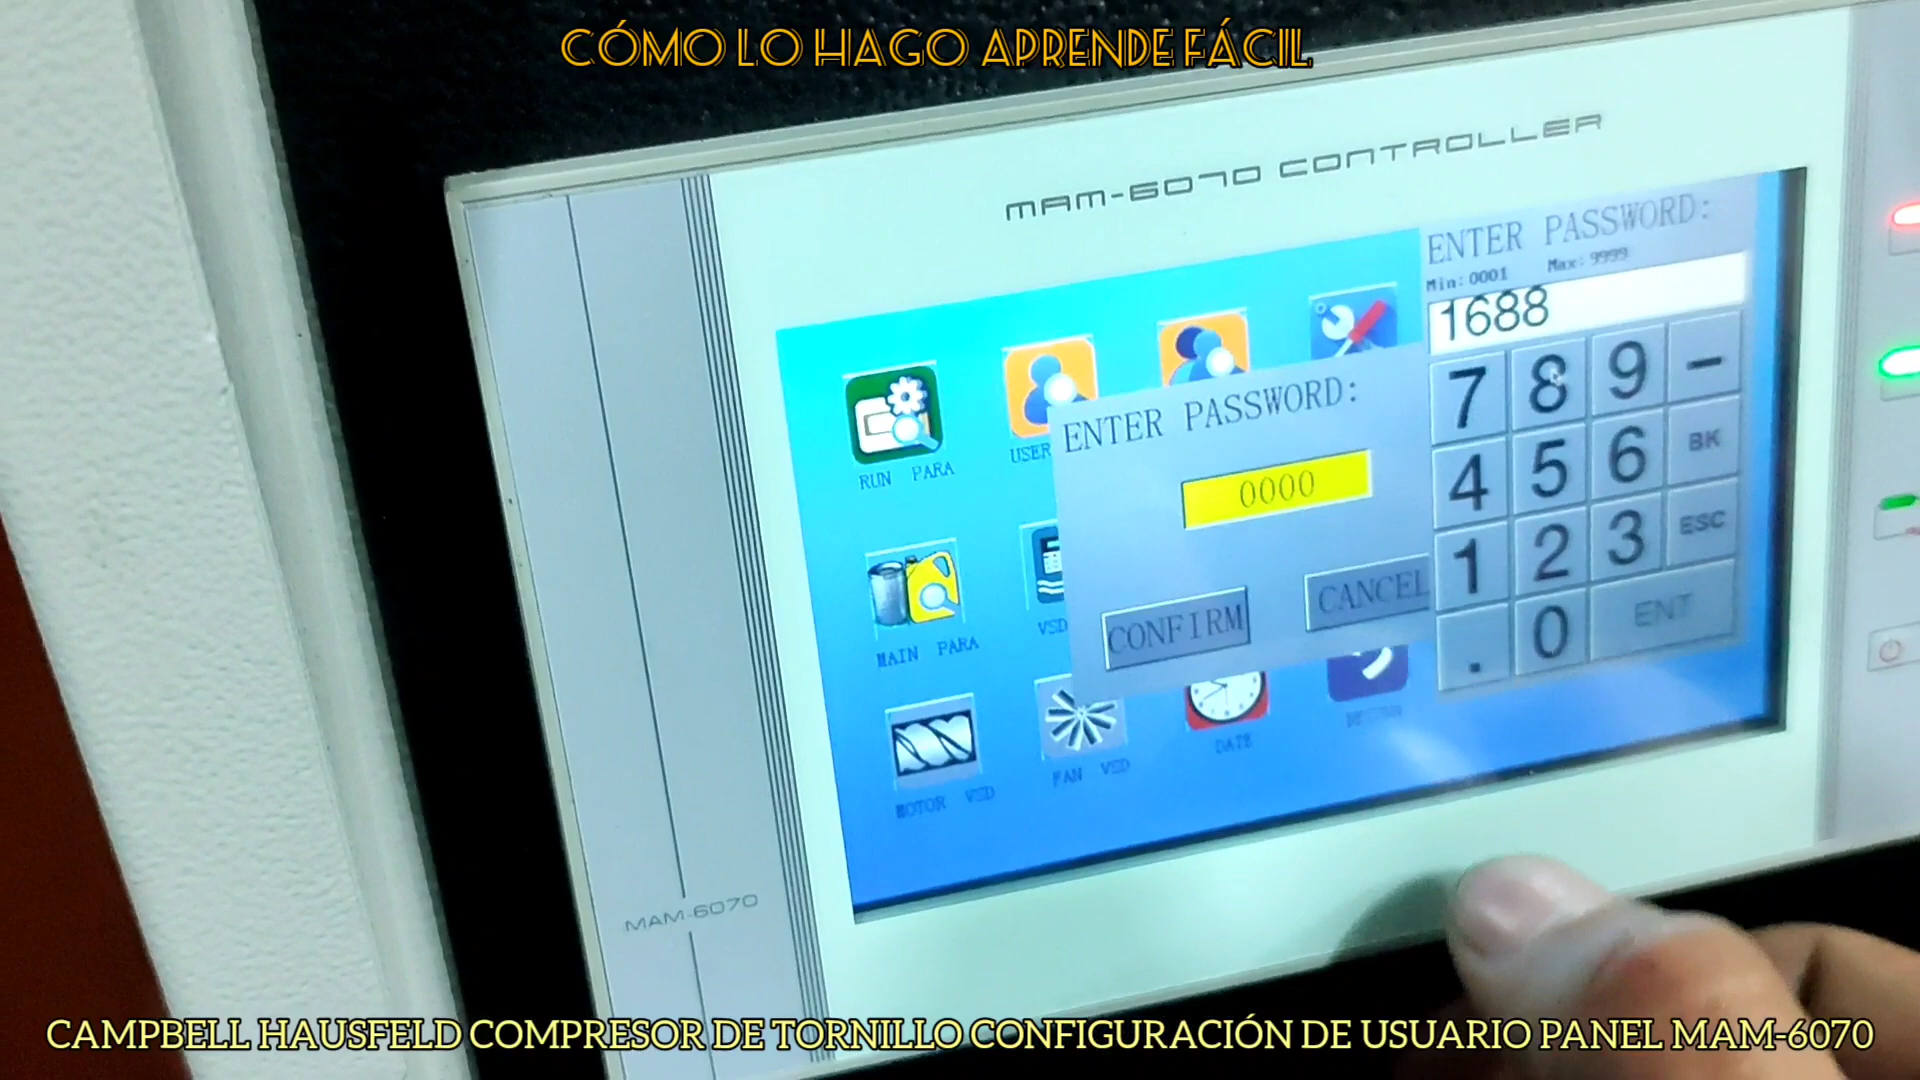 CÓMO LO HAGO APRENDE FÁCIL
MAM-6070 CONTROLLER
ENTER PASSWORD:
Min:0001 Max:9999
1688
7 8 9 -
4 5 6 BK
1 2 3 ESC
. 0 ENT
ENTER PASSWORD:
0000
CONFIRM CANCEL
RUN PARA
USER
MAIN PARA
VSD
MOTOR VSD
FAN VSD
DATE
RETURN
MAM-6070
CAMPBELL HAUSFELD COMPRESOR DE TORNILLO CONFIGURACIÓN DE USUARIO PANEL MAM-6070